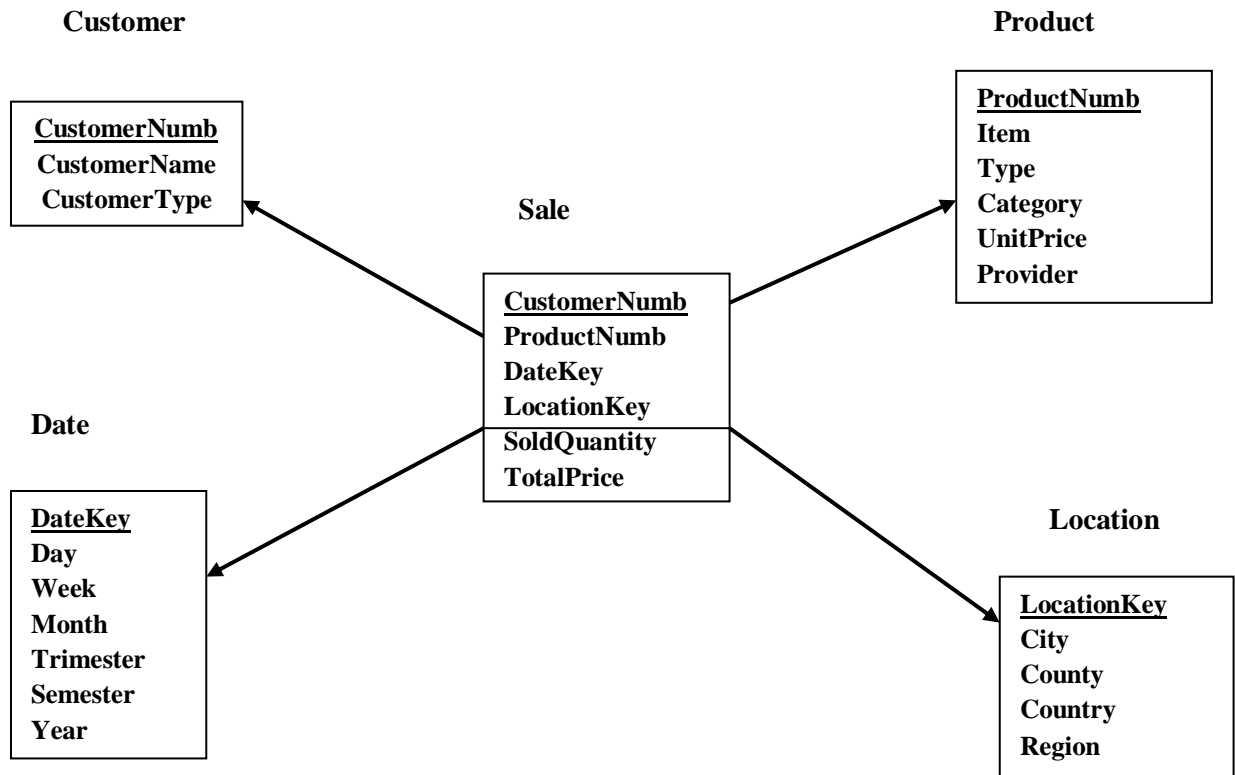 Customer
CustomerNumb
CustomerName
CustomerType
Product
ProductNumb
Item
Type
Category
UnitPrice
Provider
Sale
CustomerNumb
ProductNumb
DateKey
LocationKey
SoldQuantity
TotalPrice
Date
DateKey
Day
Week
Month
Trimester
Semester
Year
Location
LocationKey
City
County
Country
Region